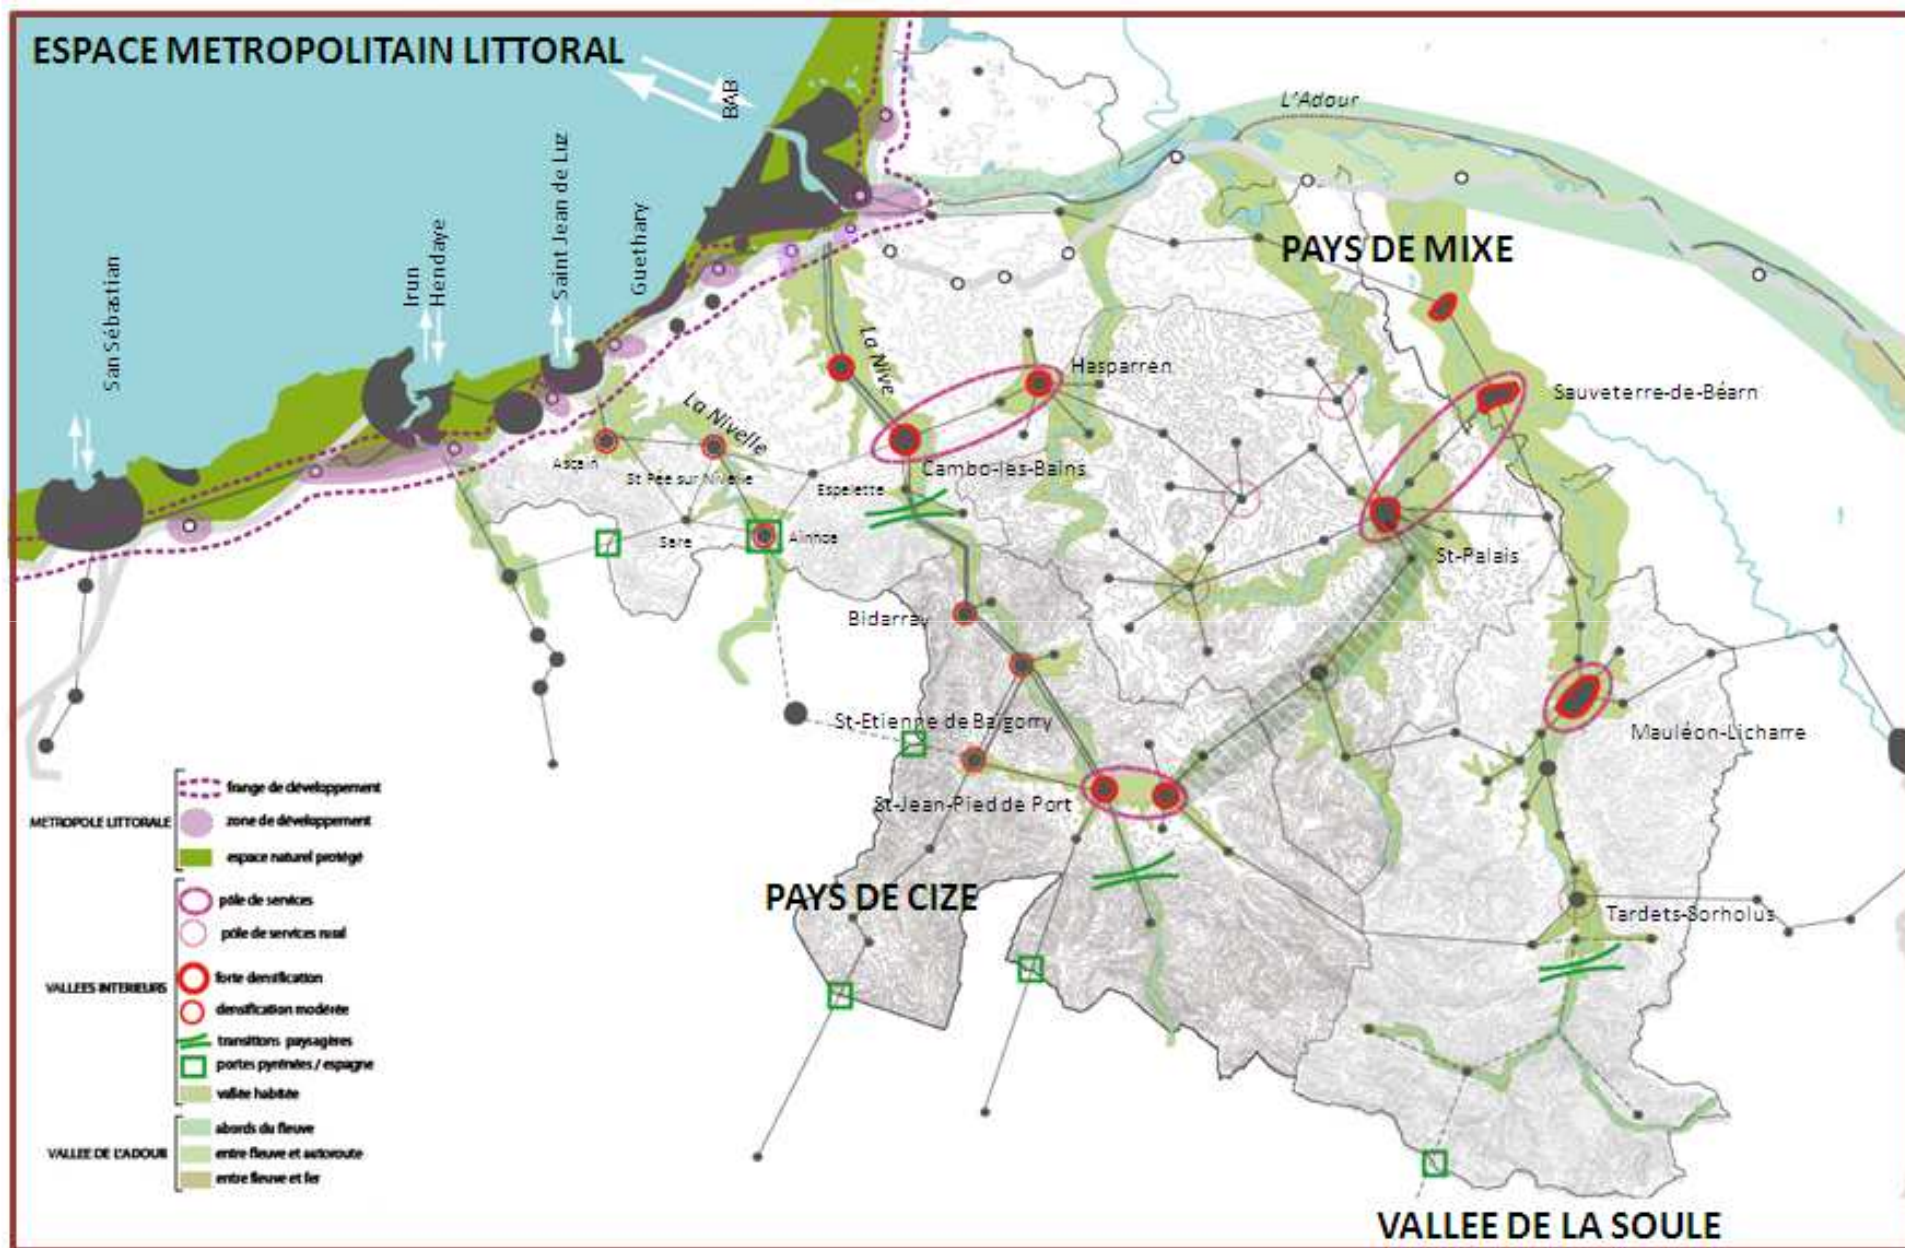 ESPACE METROPOLITAIN LITTORAL
BAB
L'Adour
Saint Jean de Luz
Guethary
Irun
Hendaye
San Sébastian
PAYS DE MIXE
La Nive
Hasparren
Sauveterre-de-Béarn
La Nivelle
Ascain
St Pée sur Nivelle
Espelette
Cambo-les-Bains
Sare
Ainhoa
St-Palais
Bidarray
St-Etienne de Baigorry
Mauléon-Licharre
St-Jean-Pied de Port
PAYS DE CIZE
Tardets-Sorholus
METROPOLE LITTORALE
frange de développement
zone de développement
espace naturel protégé
VALLEES INTERIEURS
pôle de services
pôle de services rural
forte densification
densification modérée
transitions paysagères
portes pyrénées / espagne
vallée habitée
VALLEE DE L'ADOUR
abords du fleuve
entre fleuve et autoroute
entre fleuve et fer
VALLEE DE LA SOULE